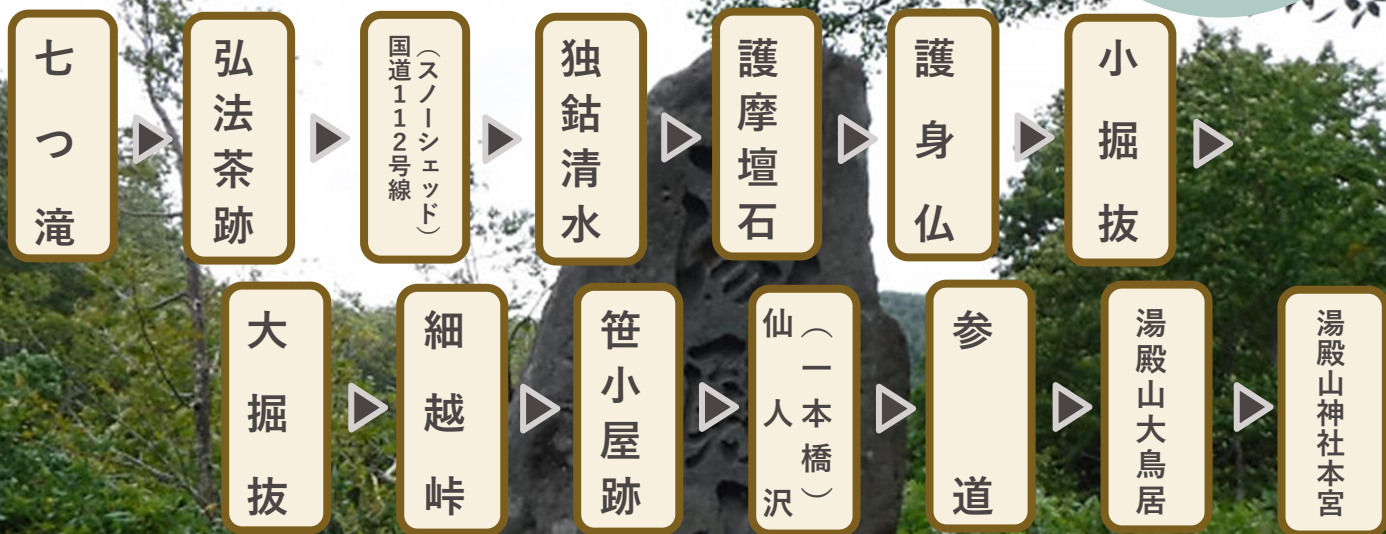 七つ滝
弘法茶跡
国道112号線
（スノーシェッド）
独鈷清水
護摩壇石
護身仏
小掘抜
大掘抜
細越峠
笹小屋跡
（一本橋）
仙人沢
参道
湯殿山大鳥居
湯殿山神社本宮